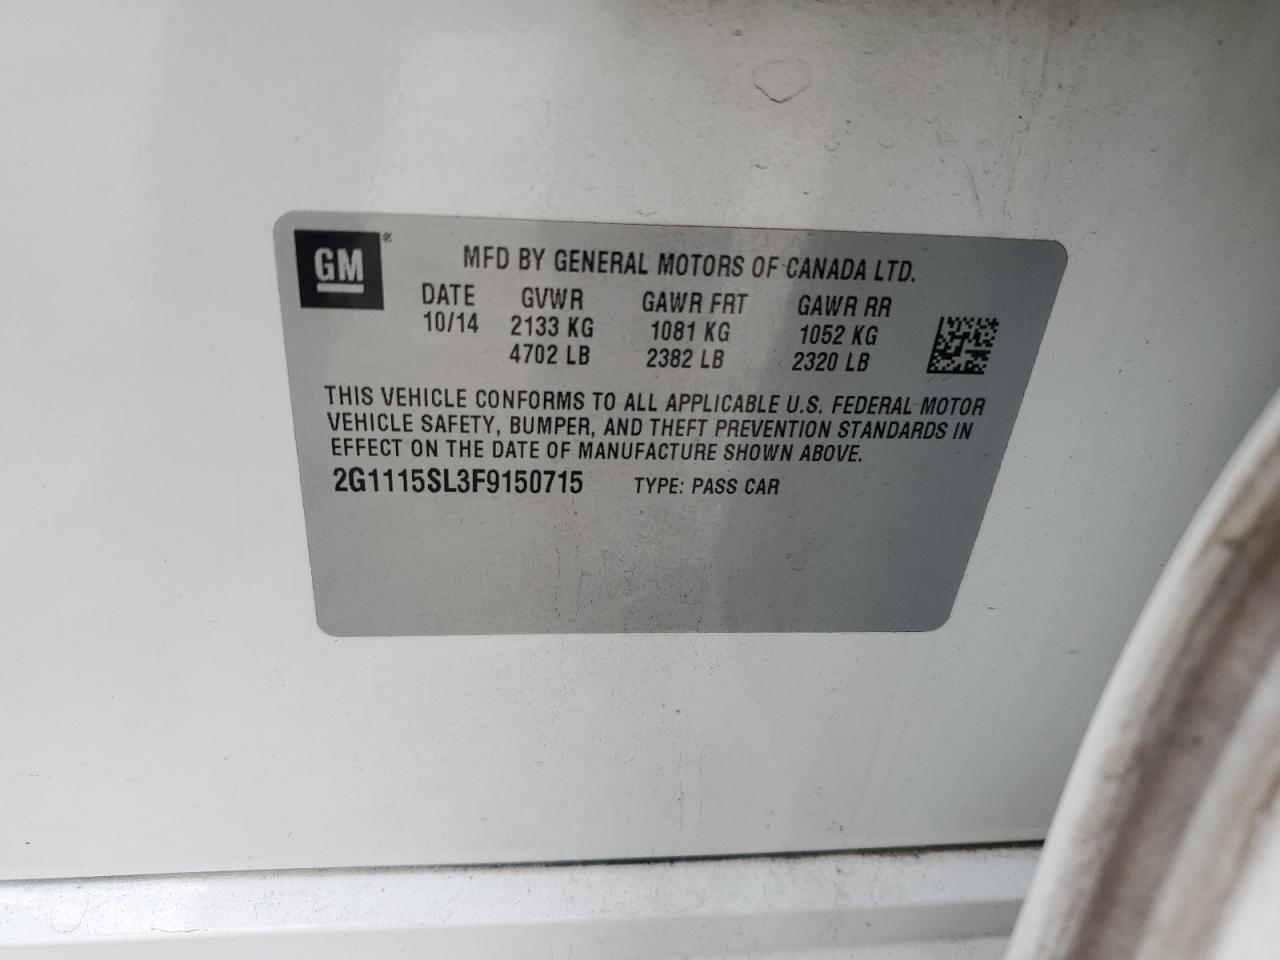 GM®
MFD BY GENERAL MOTORS OF CANADA LTD.
DATE GVWR GAWR FRT GAWR RR
10/14 2133 KG 1081 KG 1052 KG
4702 LB 2382 LB 2320 LB
THIS VEHICLE CONFORMS TO ALL APPLICABLE U.S. FEDERAL MOTOR
VEHICLE SAFETY, BUMPER, AND THEFT PREVENTION STANDARDS IN
EFFECT ON THE DATE OF MANUFACTURE SHOWN ABOVE.
2G1115SL3F9150715 TYPE: PASS CAR